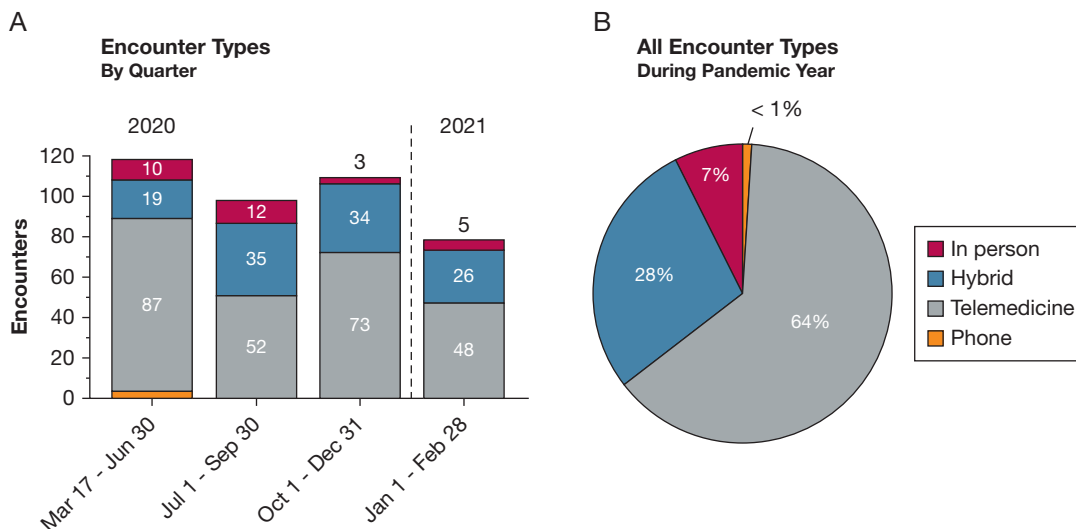 A
Encounter Types
By Quarter
2020
2021
Encounters
120
100
80
60
40
20
0
10
19
87
12
35
52
3
34
73
5
26
48
Mar 17 - Jun 30
Jul 1 - Sep 30
Oct 1 - Dec 31
Jan 1 - Feb 28
B
All Encounter Types
During Pandemic Year
< 1%
7%
28%
64%
In person
Hybrid
Telemedicine
Phone